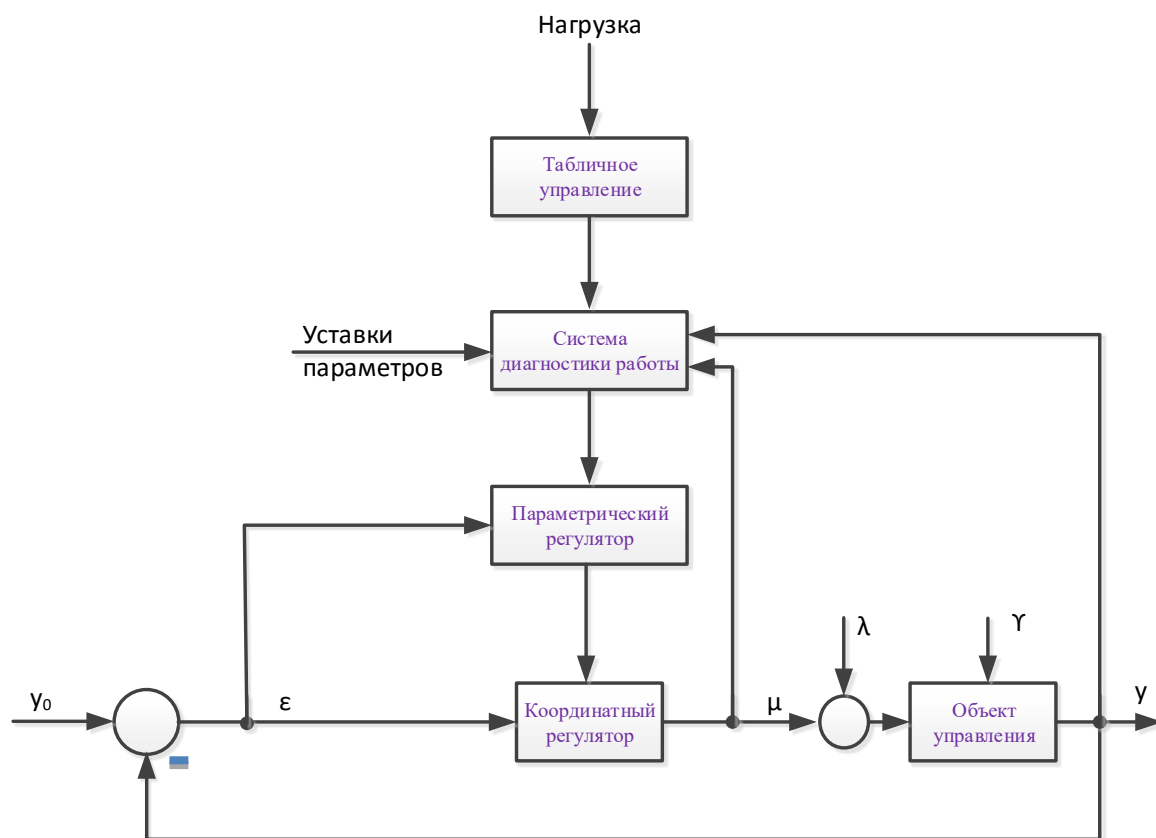 Нагрузка
Табличное
управление
Уставки
параметров
Система
диагностики работы
Параметрический
регулятор
λ
ϒ
y₀
ε
Координатный
регулятор
μ
Объект
управления
y